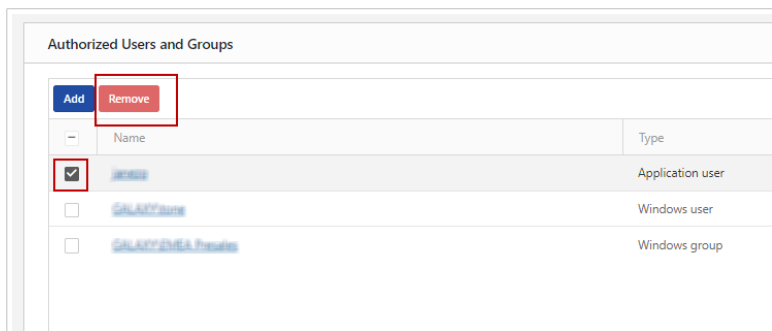 Authorized Users and Groups
Add Remove
Name Type
Application user
Windows user
Windows group